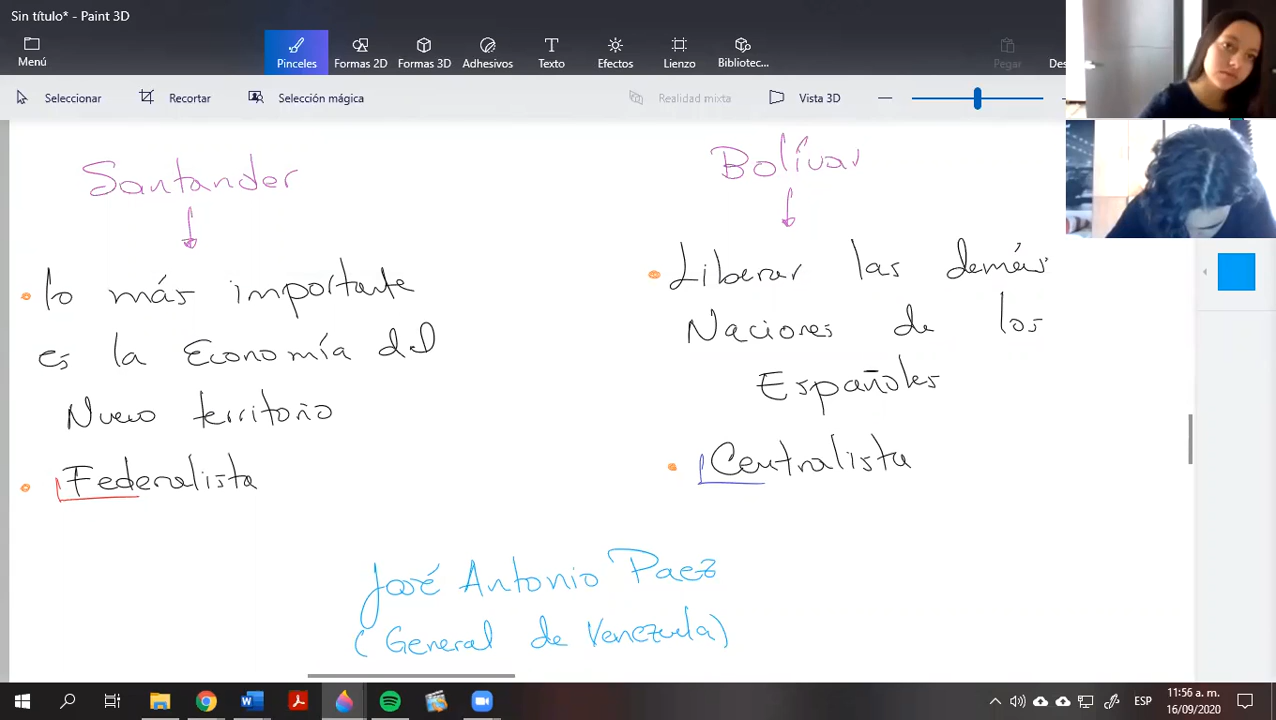 Sin título* - Paint 3D
Menú
Pinceles
Formas 2D
Formas 3D
Adhesivos
Texto
Efectos
Lienzo
Bibliotec...
Pegar
Des
Seleccionar
Recortar
Selección mágica
Realidad mixta
Vista 3D
Santander
lo más importante
es la Economía del
Nuevo territorio
Federalista
Bolívar
Liberar las demás
Naciones de los
Españoles
Centralista
José Antonio Paez
(General de Venezuela)
ESP
11:56 a. m.
16/09/2020